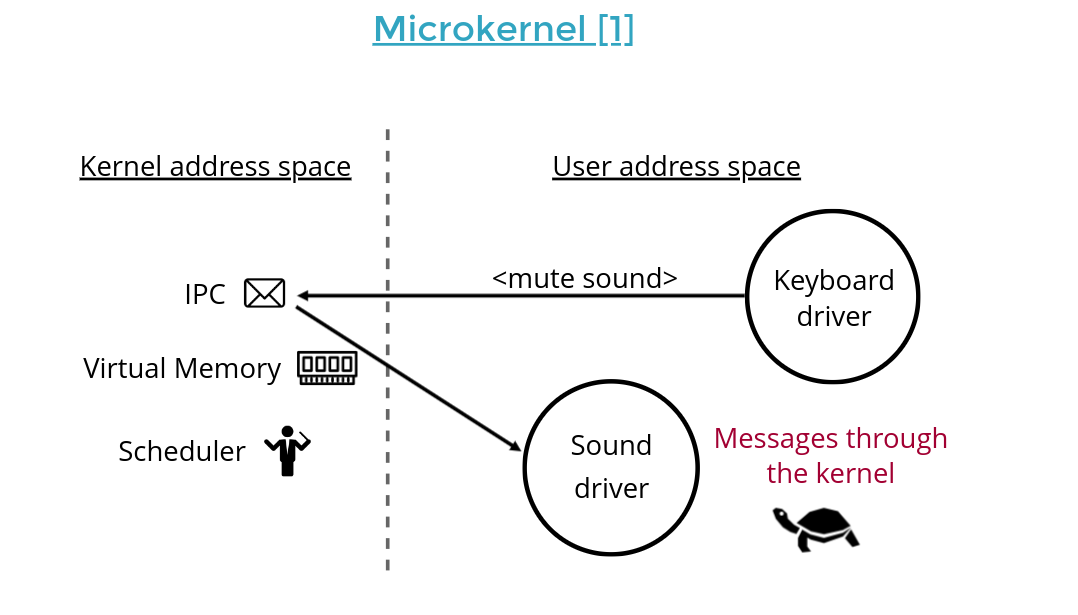 Microkernel [1]
Kernel address space
User address space
<mute sound>
Keyboard
driver
IPC
Virtual Memory
Scheduler
Sound
driver
Messages through
the kernel